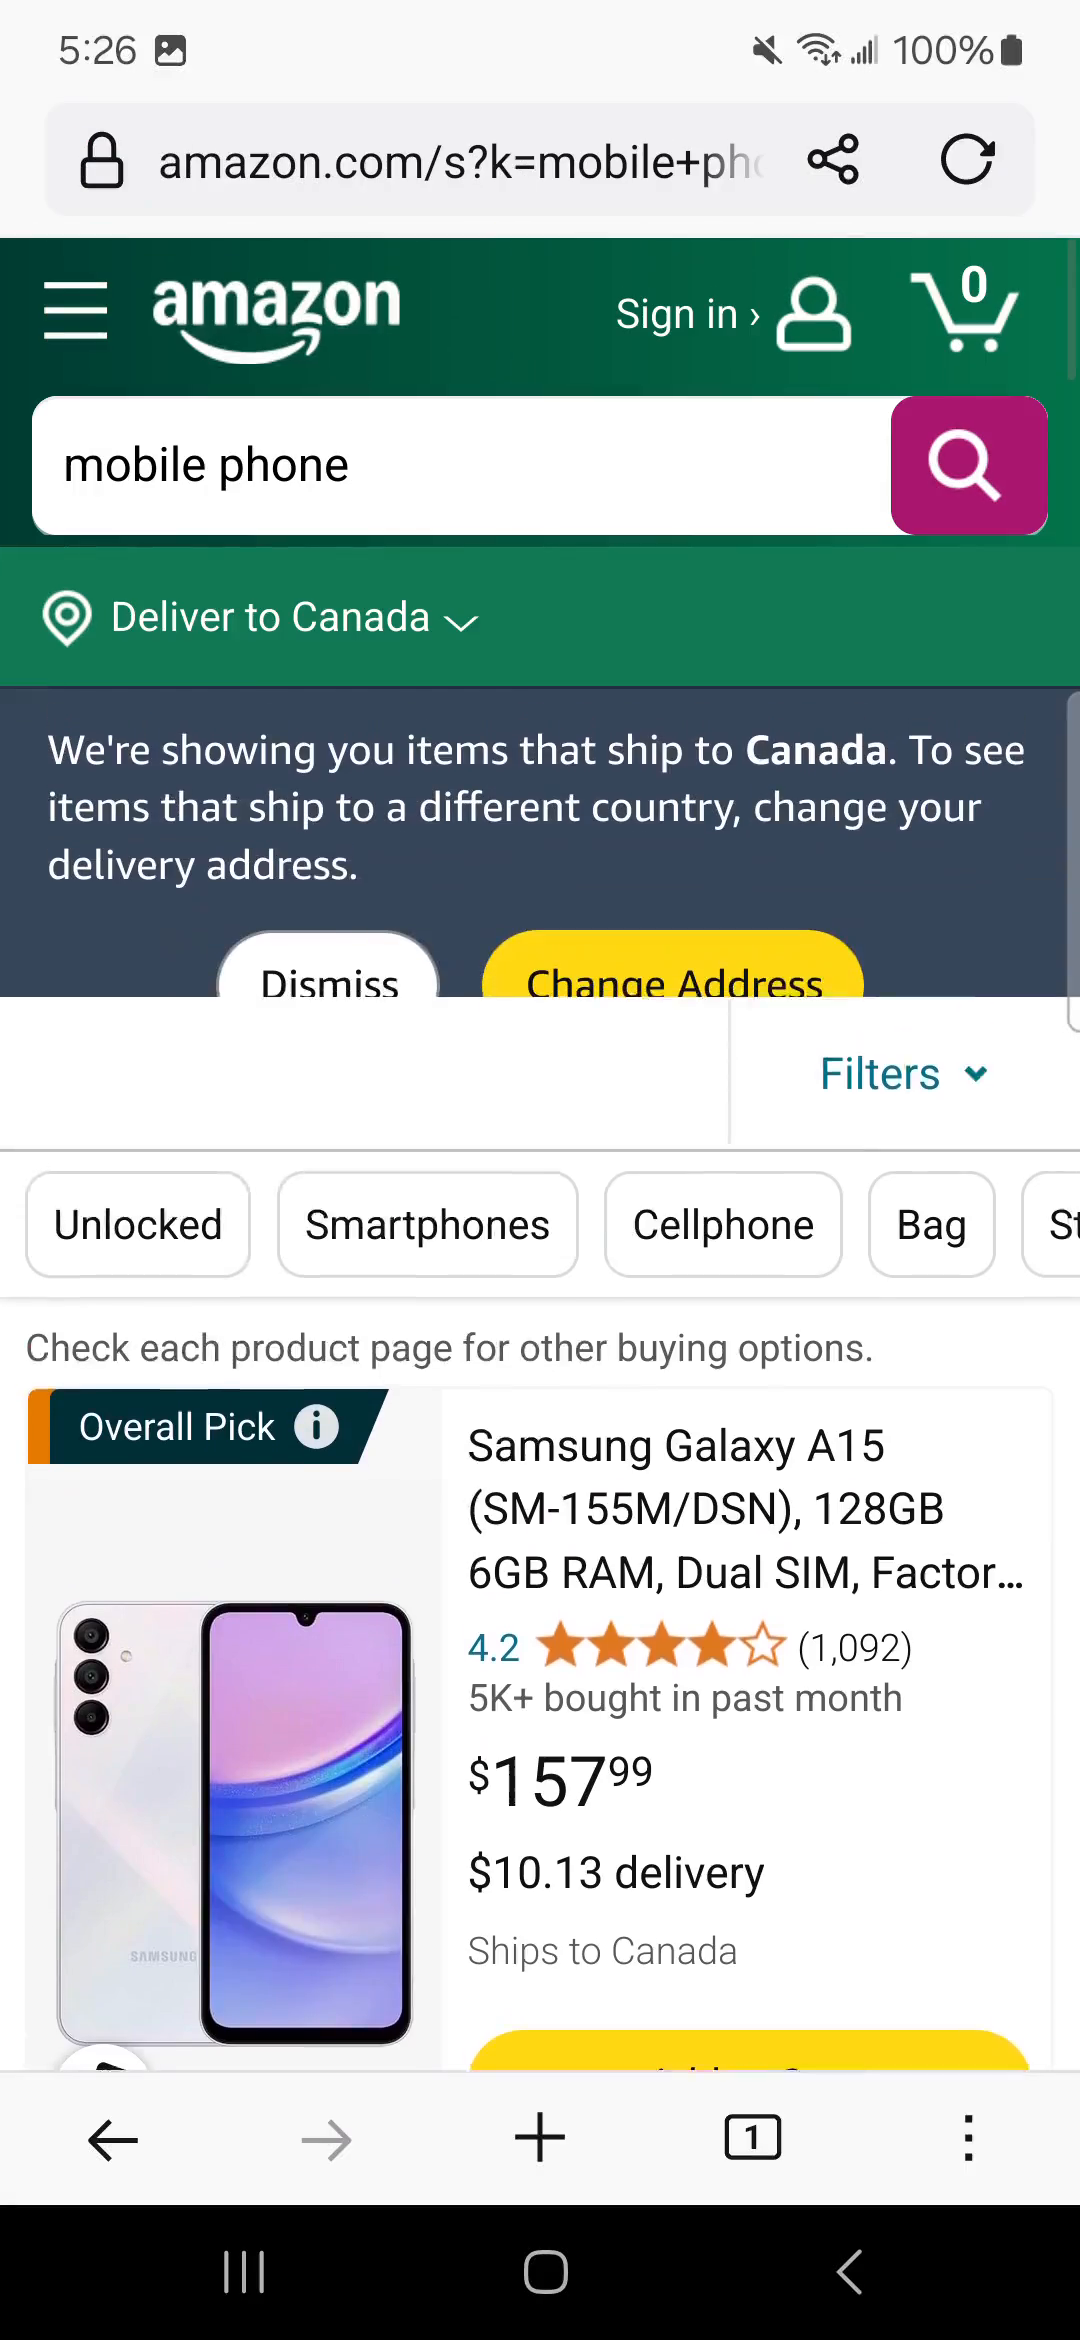 5:26
100%
amazon.com/s?k=mobile+pho
amazon
Sign in ›
0
mobile phone
Deliver to Canada
We're showing you items that ship to Canada. To see
items that ship to a different country, change your
delivery address.
Dismiss Change Address
Filters
Unlocked Smartphones Cellphone Bag St
Check each product page for other buying options.
Overall Pick
Samsung Galaxy A15
(SM-155M/DSN), 128GB
6GB RAM, Dual SIM, Factor...
4.2 (1,092)
5K+ bought in past month
$157 99
$10.13 delivery
Ships to Canada
SAMSUNG
1